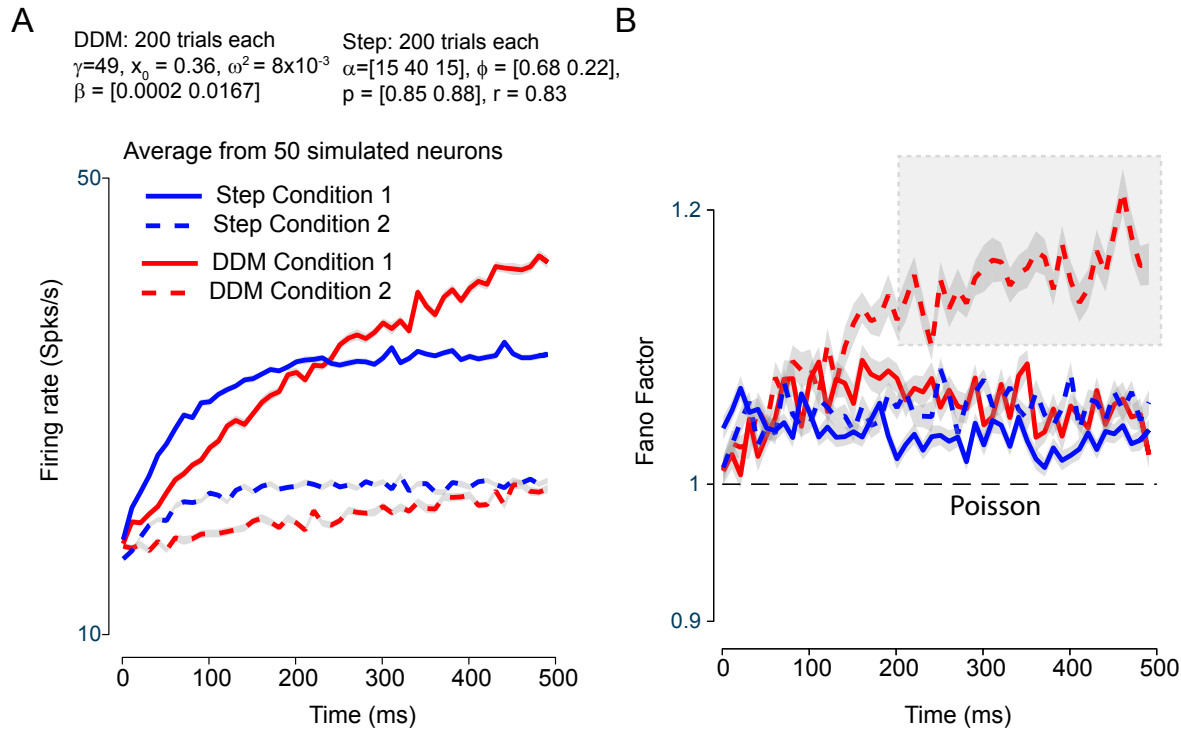 A
DDM: 200 trials each
γ=49, x₀ = 0.36, ω² = 8x10⁻³
β = [0.0002 0.0167]
Step: 200 trials each
α=[15 40 15], ϕ = [0.68 0.22],
p = [0.85 0.88], r = 0.83
Average from 50 simulated neurons
50
Step Condition 1
Step Condition 2
DDM Condition 1
DDM Condition 2
Firing rate (Spks/s)
10
0 100 200 300 400 500
Time (ms)
B
1.2
Fano Factor
1
Poisson
0.9
0 100 200 300 400 500
Time (ms)